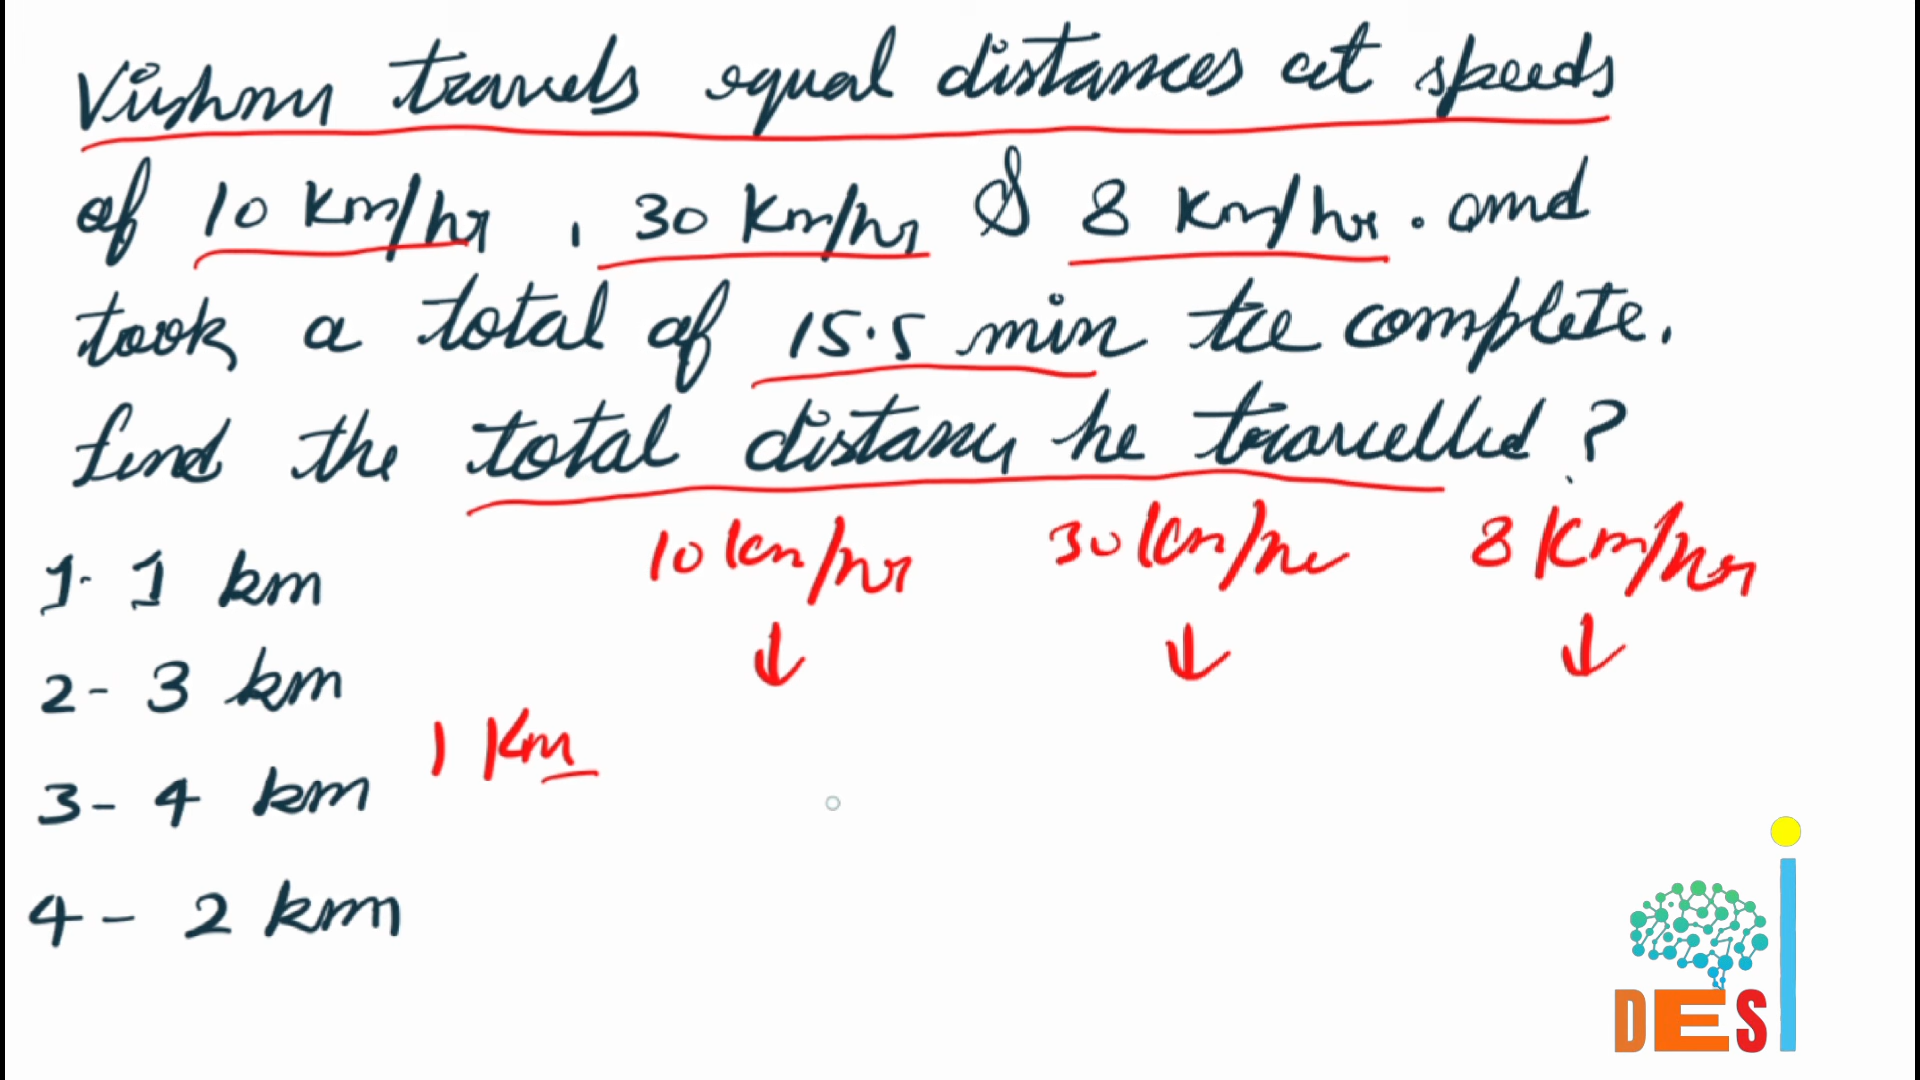 Vishnu travels equal distances at speeds
of 10 km/hr, 30 km/hr & 8 km/hr. and
took a total of 15.5 min to complete.
find the total distance he travelled?
10 km/hr 30 km/hr 8 km/hr
1- 1 km
2- 3 km
1 km
3- 4 km
4- 2 km
DESi